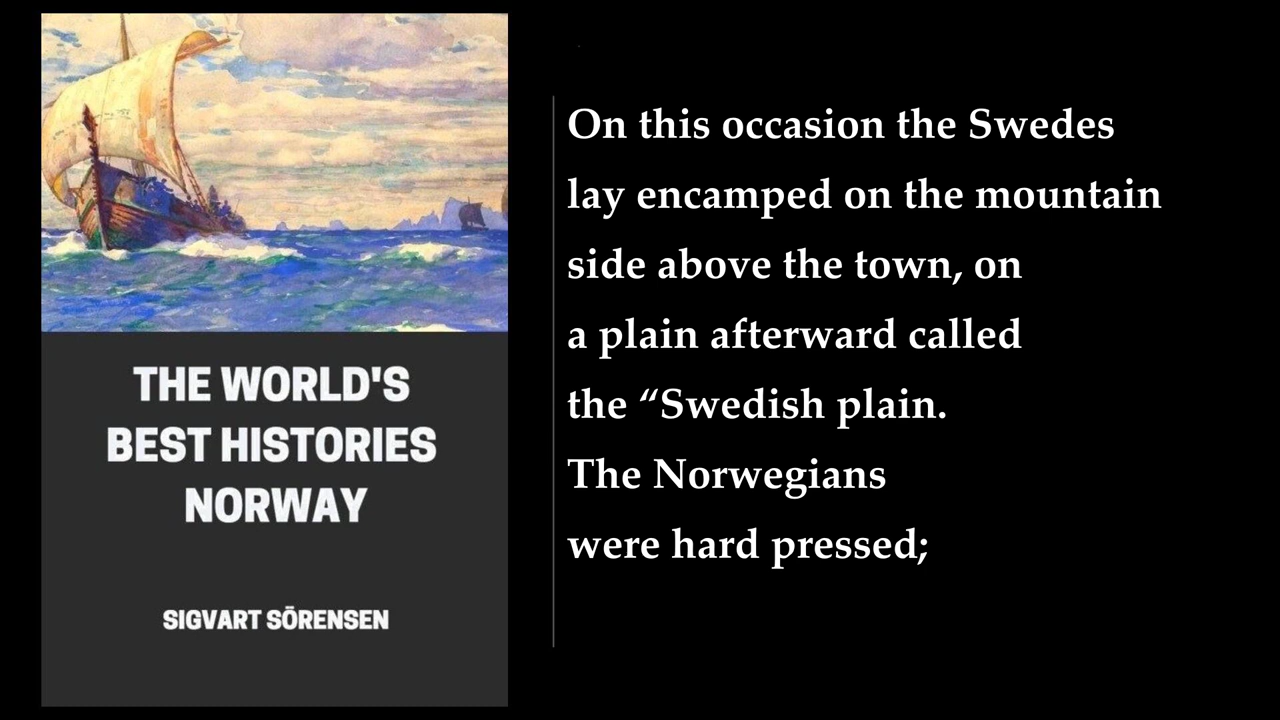 THE WORLD'S
BEST HISTORIES
NORWAY
SIGVART SÖRENSEN
On this occasion the Swedes
lay encamped on the mountain
side above the town, on
a plain afterward called
the “Swedish plain.
The Norwegians
were hard pressed;